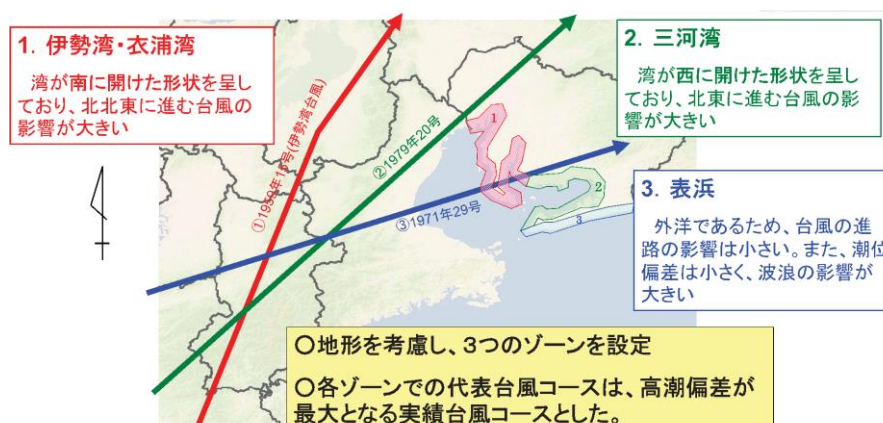 1. 伊勢湾・衣浦湾
湾が南に開けた形状を呈し
ており、北北東に進む台風の
影響が大きい
2. 三河湾
湾が西に開けた形状を呈し
ており、北東に進む台風の影
響が大きい
①1959年15号(伊勢湾台風)
②1979年20号
③1971年29号
1
2
3
3. 表浜
外洋であるため、台風の進
路の影響は小さい。また、潮位
偏差は小さく、波浪の影響が
大きい
〇地形を考慮し、3つのゾーンを設定
〇各ゾーンでの代表台風コースは、高潮偏差が
最大となる実績台風コースとした。